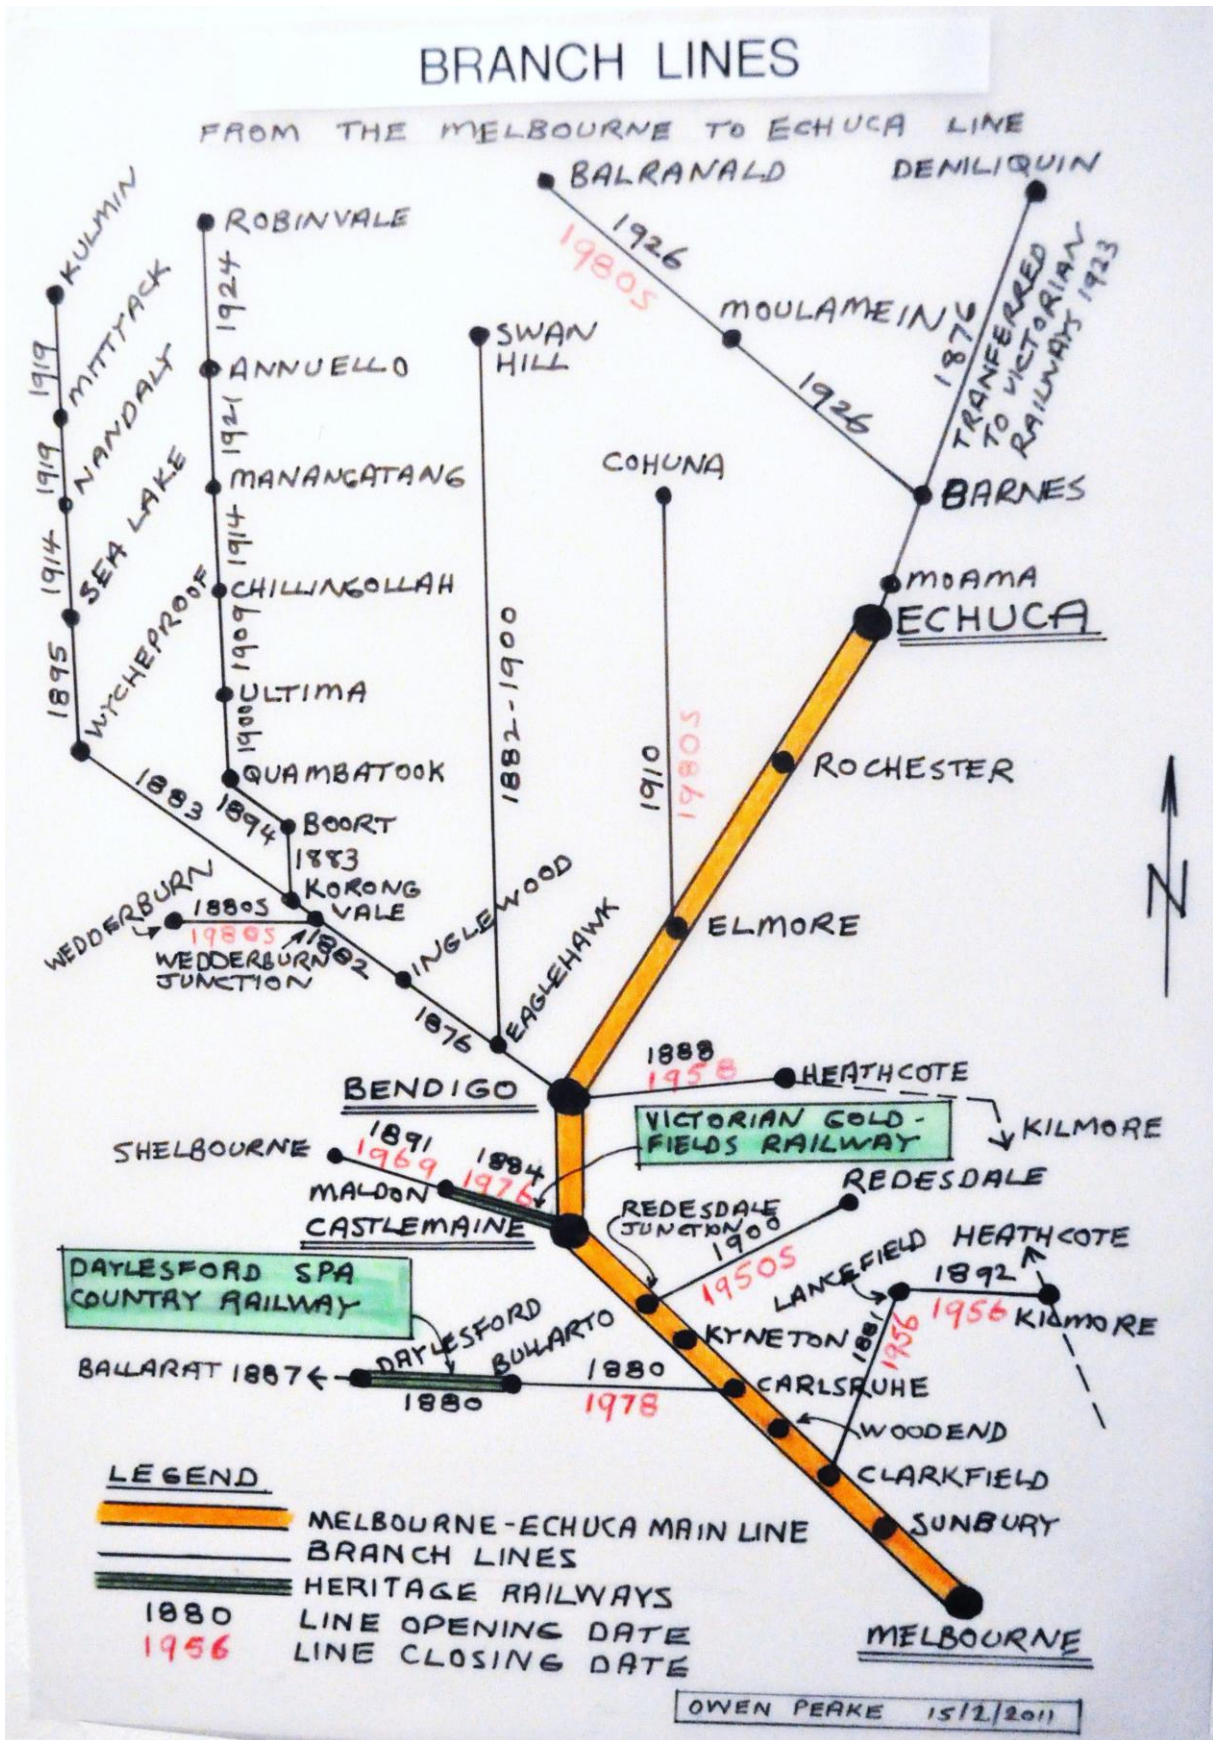 BRANCH LINES
FROM THE MELBOURNE TO ECHUCA LINE
BALRANALD
DENILIQUIN
KULMIN
ROBINVALE
1926
1980S
1924
MITTYACK
MOULAMEIN
1876
TRANFERRED
TO VICTORIAN
RAILWAYS 1923
SWAN
HILL
1919
ANNUELLO
NANDALY
1926
1921
1919
COHUNA
MANANGATANG
BARNES
SEA LAKE
1914
1914
MOAMA
CHILLINGOLLAH
ECHUCA
WYCHEPROOF
1909
1895
1882-1900
ULTIMA
1900
1910
1980S
QUAMBATOOK
ROCHESTER
1883
1894
BOORT
1883
N
KORONG
VALE
WEDDERBURN
1880S
1980S
WEDDERBURN
JUNCTION
1882
INGLEWOOD
EAGLEHAWK
ELMORE
1876
1888
1958
HEATHCOTE
BENDIGO
VICTORIAN GOLD-
FIELDS RAILWAY
KILMORE
SHELBOURNE
1891
1969
1884
1976
MALDON
CASTLEMAINE
REDESDALE
REDESDALE
JUNCTION
1900
1950S
LANCEFIELD
HEATHCOTE
1892
1956
KILMORE
1881
1956
DAYLESFORD SPA
COUNTRY RAILWAY
DAYLESFORD
BULLARTO
KYNETON
BALLARAT 1887
1880
1880
1978
CARLSRUHE
WOODEND
CLARKFIELD
SUNBURY
MELBOURNE
LEGEND
MELBOURNE-ECHUCA MAIN LINE
BRANCH LINES
HERITAGE RAILWAYS
1880 LINE OPENING DATE
1956 LINE CLOSING DATE
OWEN PEAKE 15/2/2011